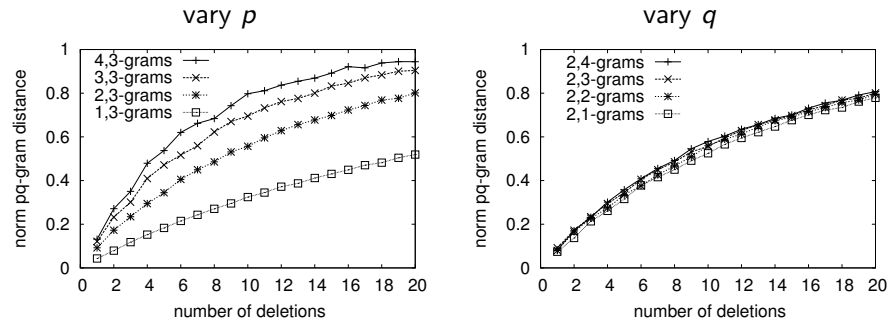 vary p
1
0.8
0.6
0.4
0.2
0
norm pq-gram distance
4,3-grams
3,3-grams
2,3-grams
1,3-grams
0 2 4 6 8 10 12 14 16 18 20
number of deletions
vary q
1
0.8
0.6
0.4
0.2
0
norm pq-gram distance
2,4-grams
2,3-grams
2,2-grams
2,1-grams
0 2 4 6 8 10 12 14 16 18 20
number of deletions